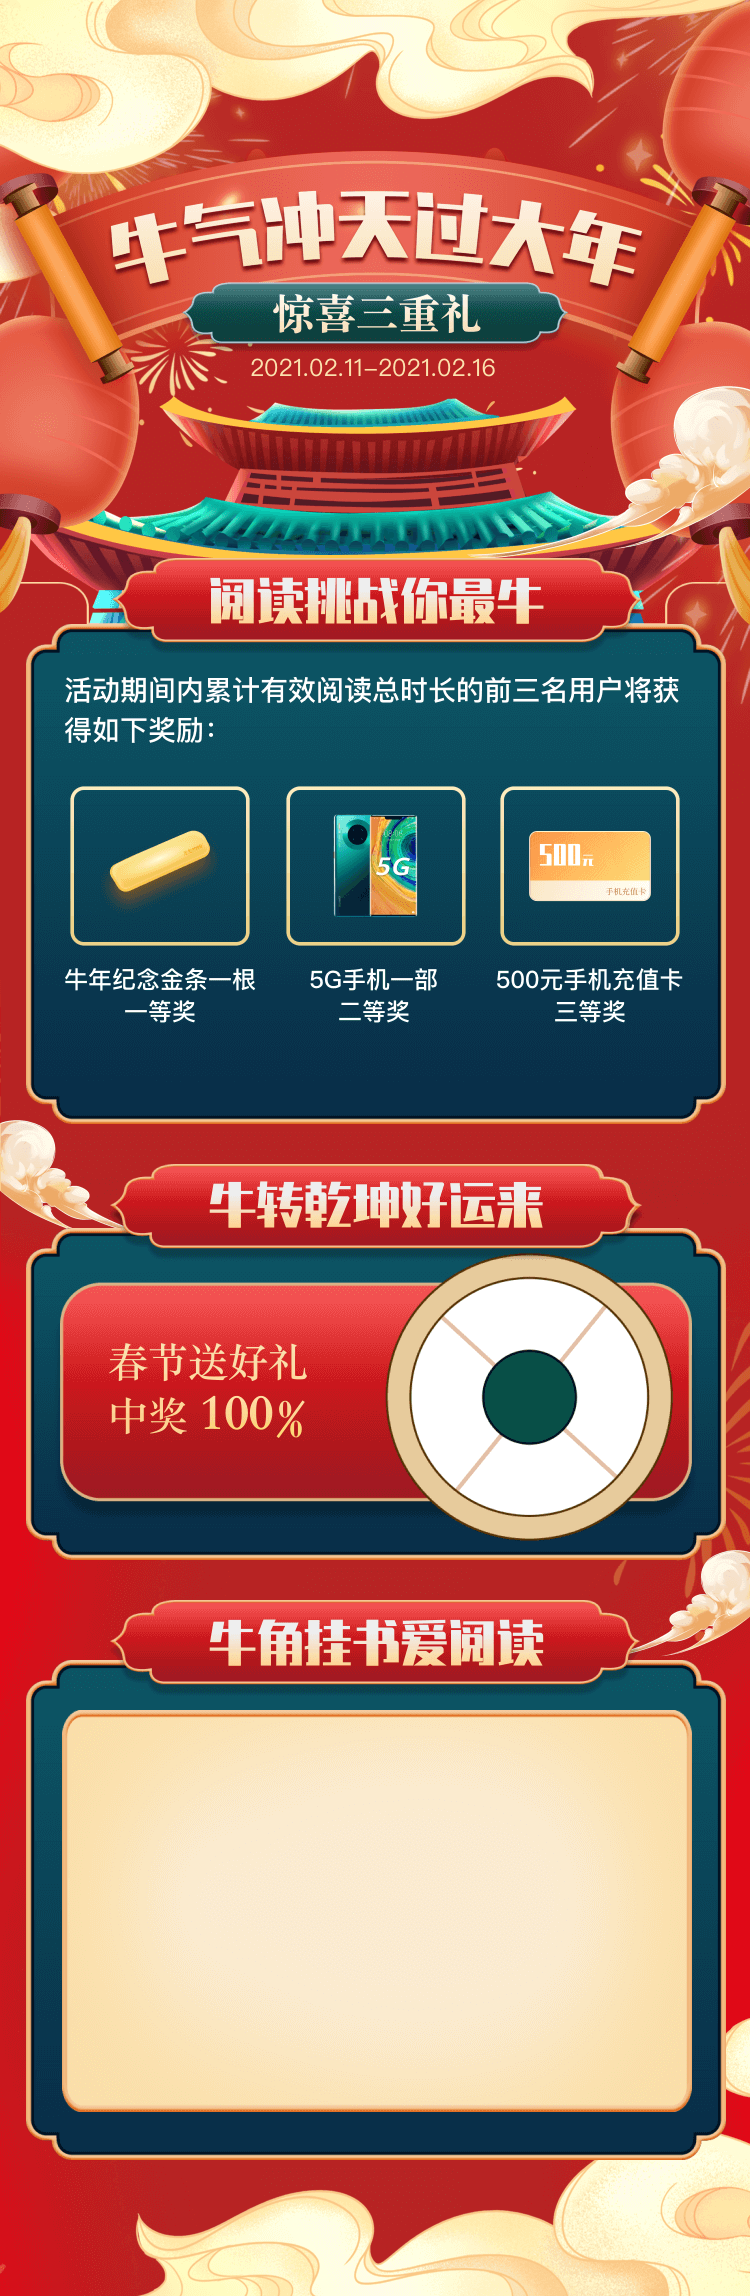 牛气冲天过大年
惊喜三重礼
2021.02.11-2021.02.16
阅读挑战你最牛
活动期间内累计有效阅读总时长的前三名用户将获
得如下奖励：
5G
500元
手机充值卡
牛年纪念金条一根
一等奖
5G手机一部
二等奖
500元手机充值卡
三等奖
牛转乾坤好运来
春节送好礼
中奖 100%
牛角挂书爱阅读